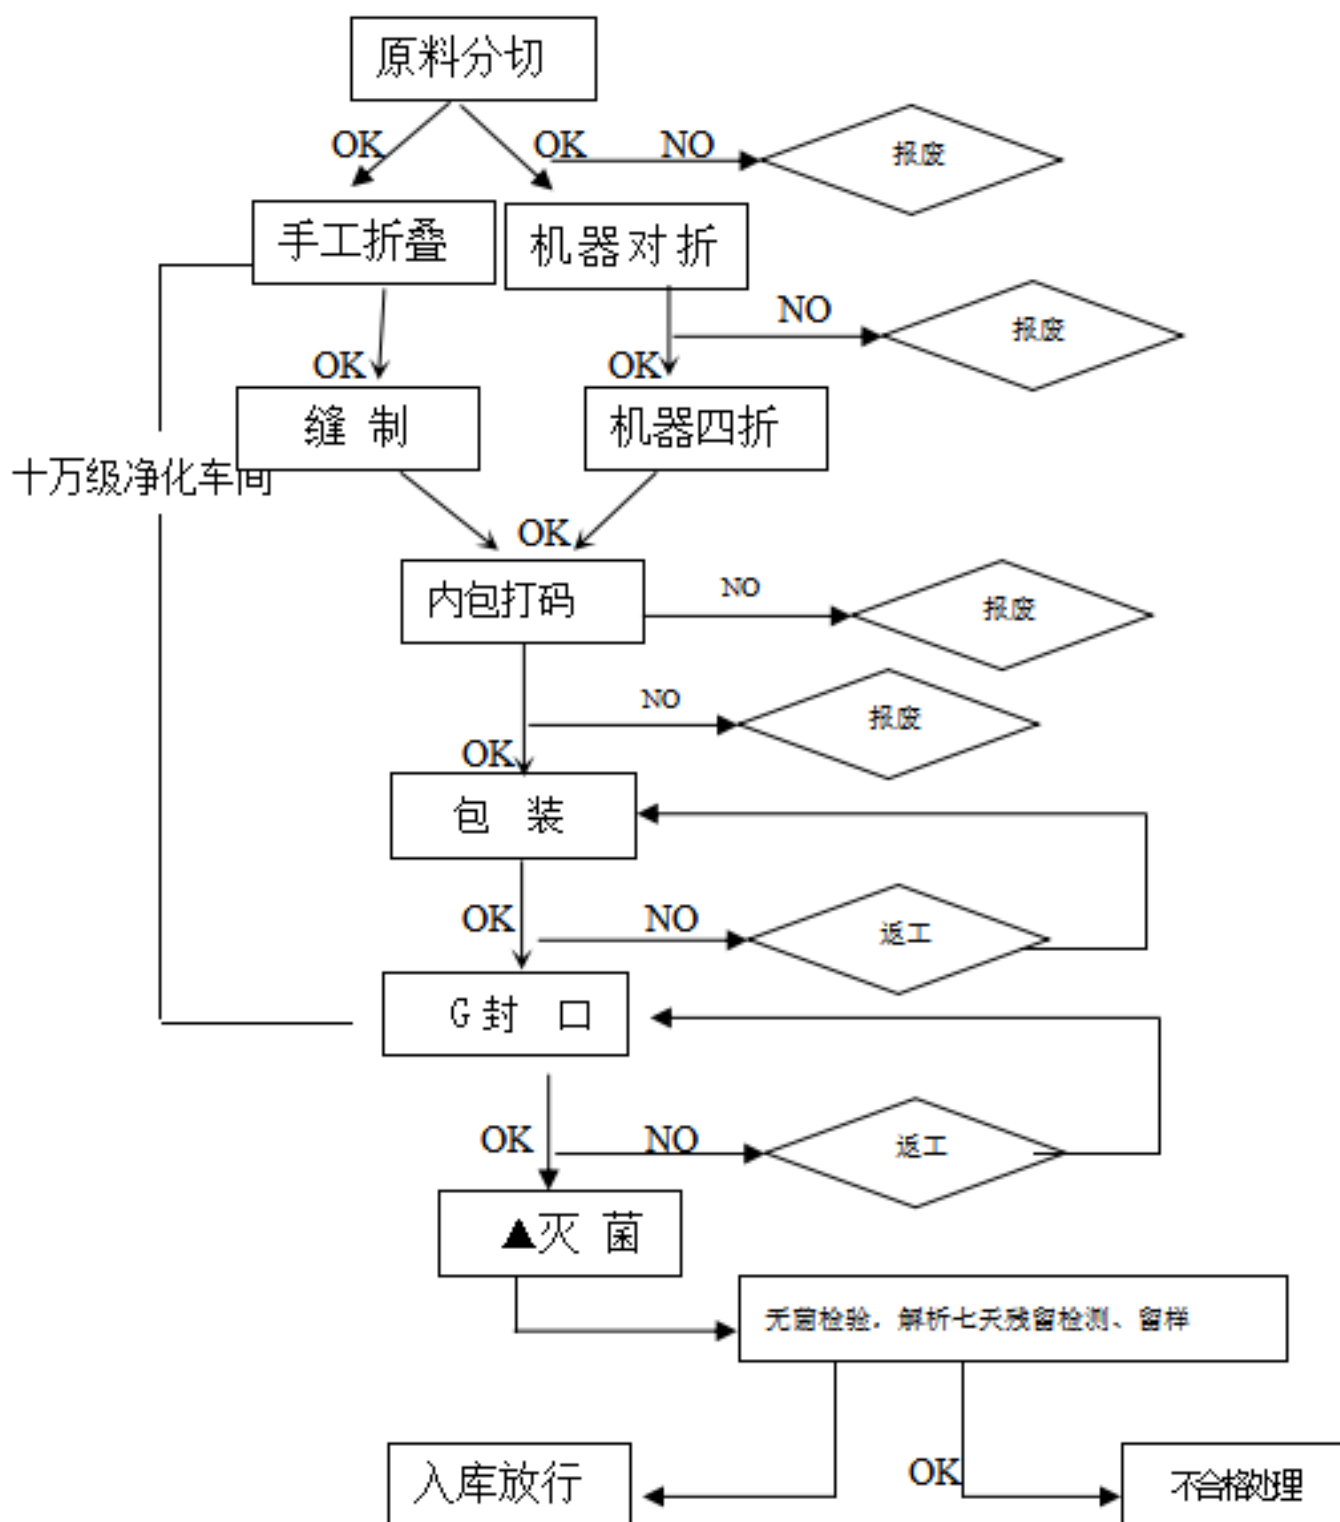 原料分切
OK
OK
NO
报废
手工折叠
机器对折
NO
报废
OK
OK
缝 制
机器四折
十万级净化车间
OK
内包打码
NO
报废
NO
报废
OK
包 装
OK
NO
返工
G封 口
OK
NO
返工
▲灭 菌
无菌检验. 解析七天残留检测、留样
入库放行
OK
不合格处理